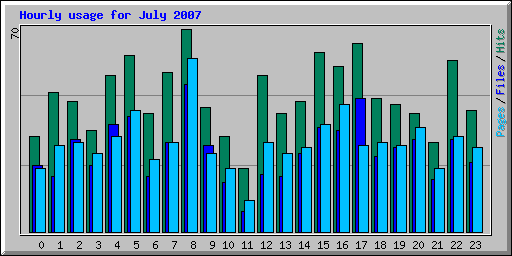 Hourly usage for July 2007
70
Pages / Files / Hits
0 1 2 3 4 5 6 7 8 9 10 11 12 13 14 15 16 17 18 19 20 21 22 23